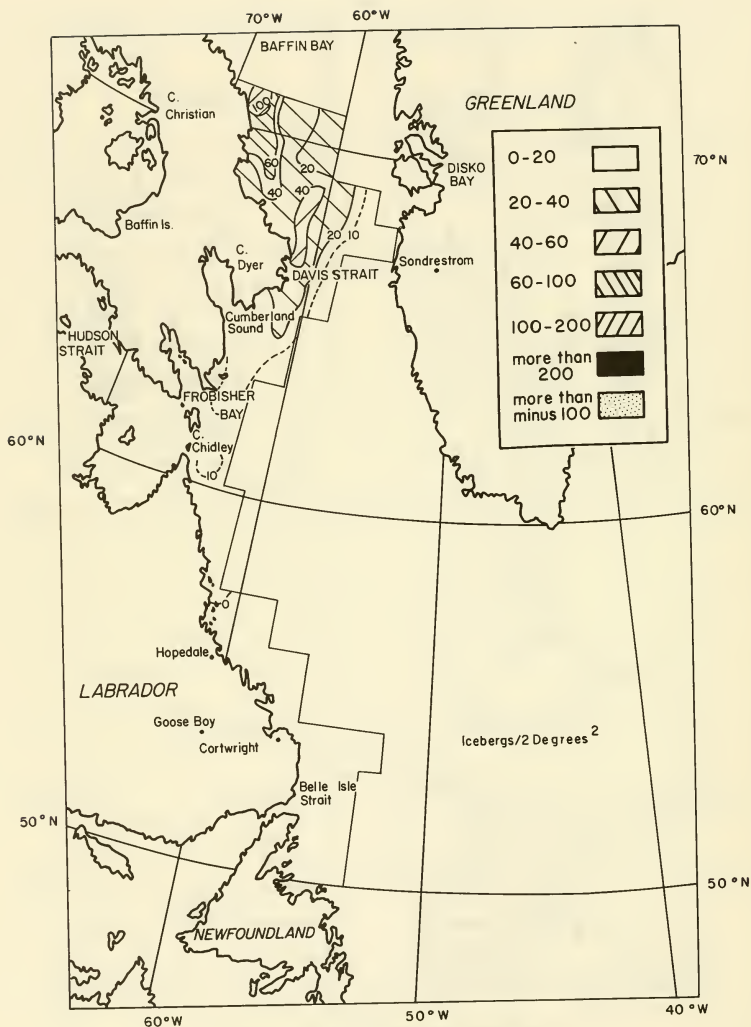 70°W
60°W
BAFFIN BAY
C.
Christian
GREENLAND
100
60
20
40
40
DISKO
BAY
70°N
0-20
20-40
40-60
60-100
100-200
more than
200
more than
minus 100
Baffin Is.
C.
Dyer
20 10
DAVIS STRAIT
Sondrestrom
Cumberland
Sound
HUDSON
STRAIT
FROBISHER
BAY
60°N
C.
Chidley
10
60°N
0
Hopedale
LABRADOR
Goose Boy
Cortwright
Icebergs/2 Degrees²
Belle Isle
Strait
50°N
50°N
NEWFOUNDLAND
60°W
50°W
40°W